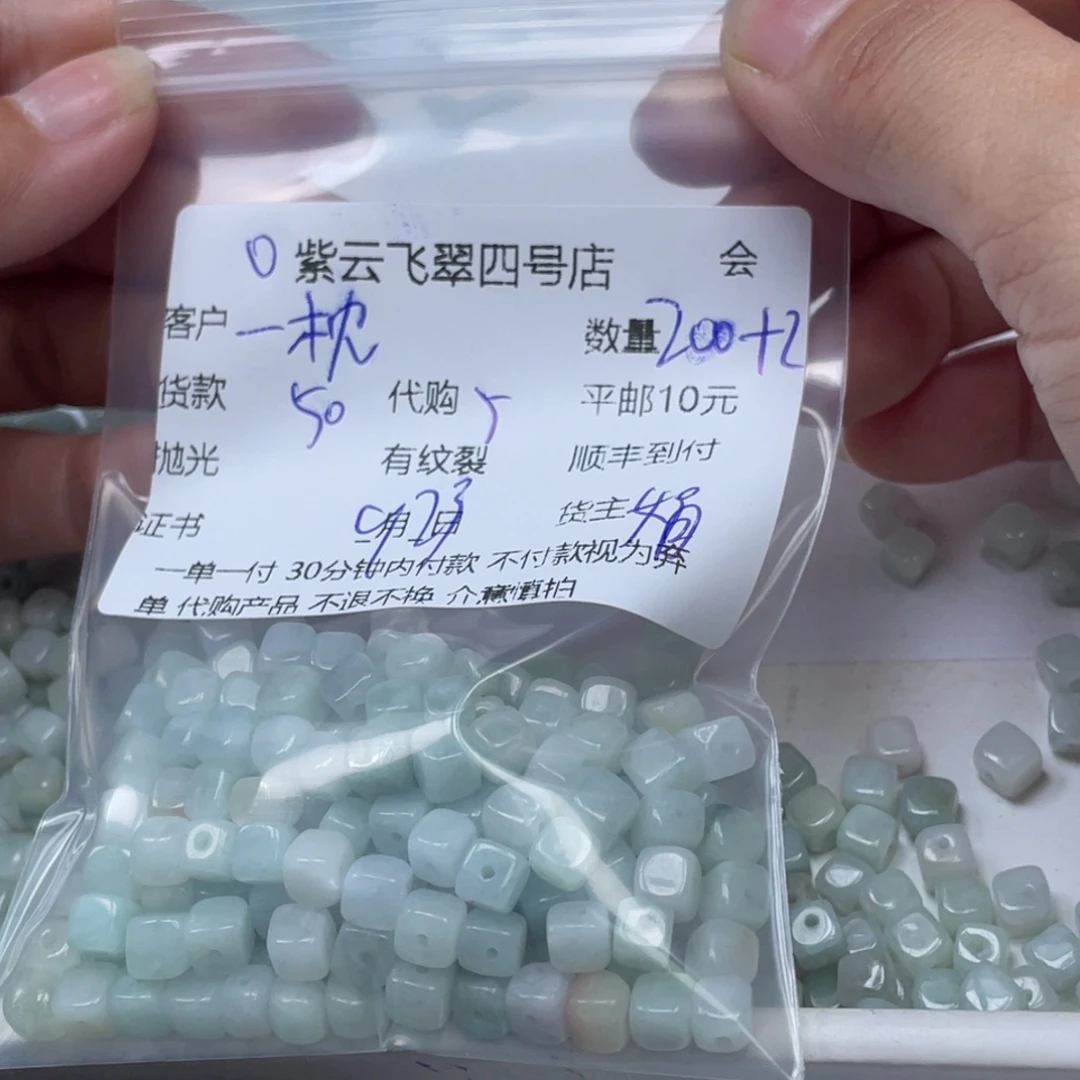 0 紫云飞翠四号店 会
客户 一枕 数量 200+2
货款 50 代购 5 平邮10元
抛光 有纹裂 顺丰到付
证书 9月23日 货主
一单一付 30分钟内付款 不付款视为弃
单 代购产品 不退不换 介意慎拍